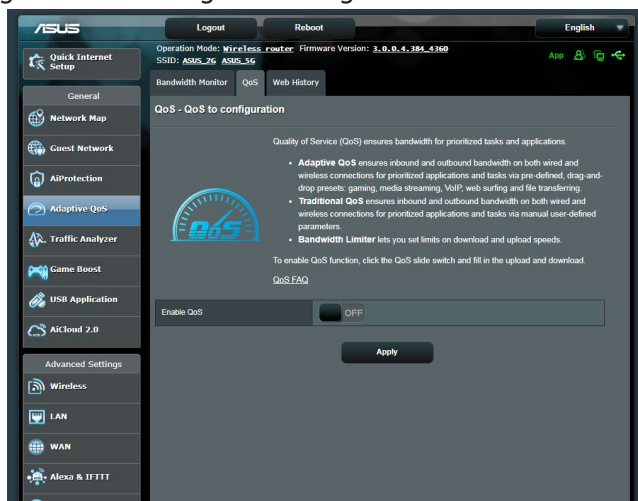 ASUS
Logout
Reboot
English
Quick Internet
Setup
Operation Mode: Wireless router Firmware Version: 3.0.0.4.384_4360
SSID: ASUS_2G ASUS_5G
App
Bandwidth Monitor
QoS
Web History
General
Network Map
Guest Network
AiProtection
Adaptive QoS
Traffic Analyzer
Game Boost
USB Application
AiCloud 2.0
Advanced Settings
Wireless
LAN
WAN
Alexa & IFTTT
QoS - QoS to configuration
Quality of Service (QoS) ensures bandwidth for prioritized tasks and applications.
• Adaptive QoS ensures inbound and outbound bandwidth on both wired and
wireless connections for prioritized applications and tasks via pre-defined, drag-and-
drop presets: gaming, media streaming, VoIP, web surfing and file transferring.
• Traditional QoS ensures inbound and outbound bandwidth on both wired and
wireless connections for prioritized applications and tasks via manual user-defined
parameters.
• Bandwidth Limiter lets you set limits on download and upload speeds.
To enable QoS function, click the QoS slide switch and fill in the upload and download.
QoS FAQ
QoS
Enable QoS
OFF
Apply